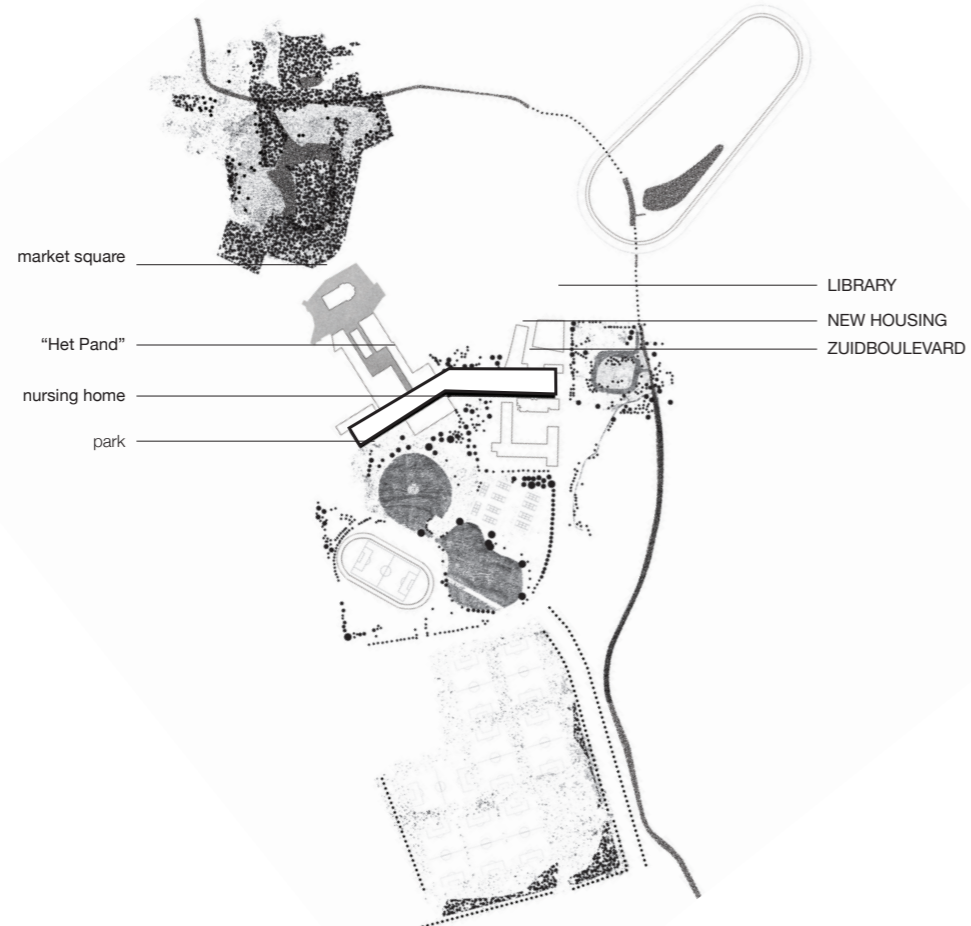 market square
“Het Pand”
nursing home
park
LIBRARY
NEW HOUSING
ZUIDBOULEVARD